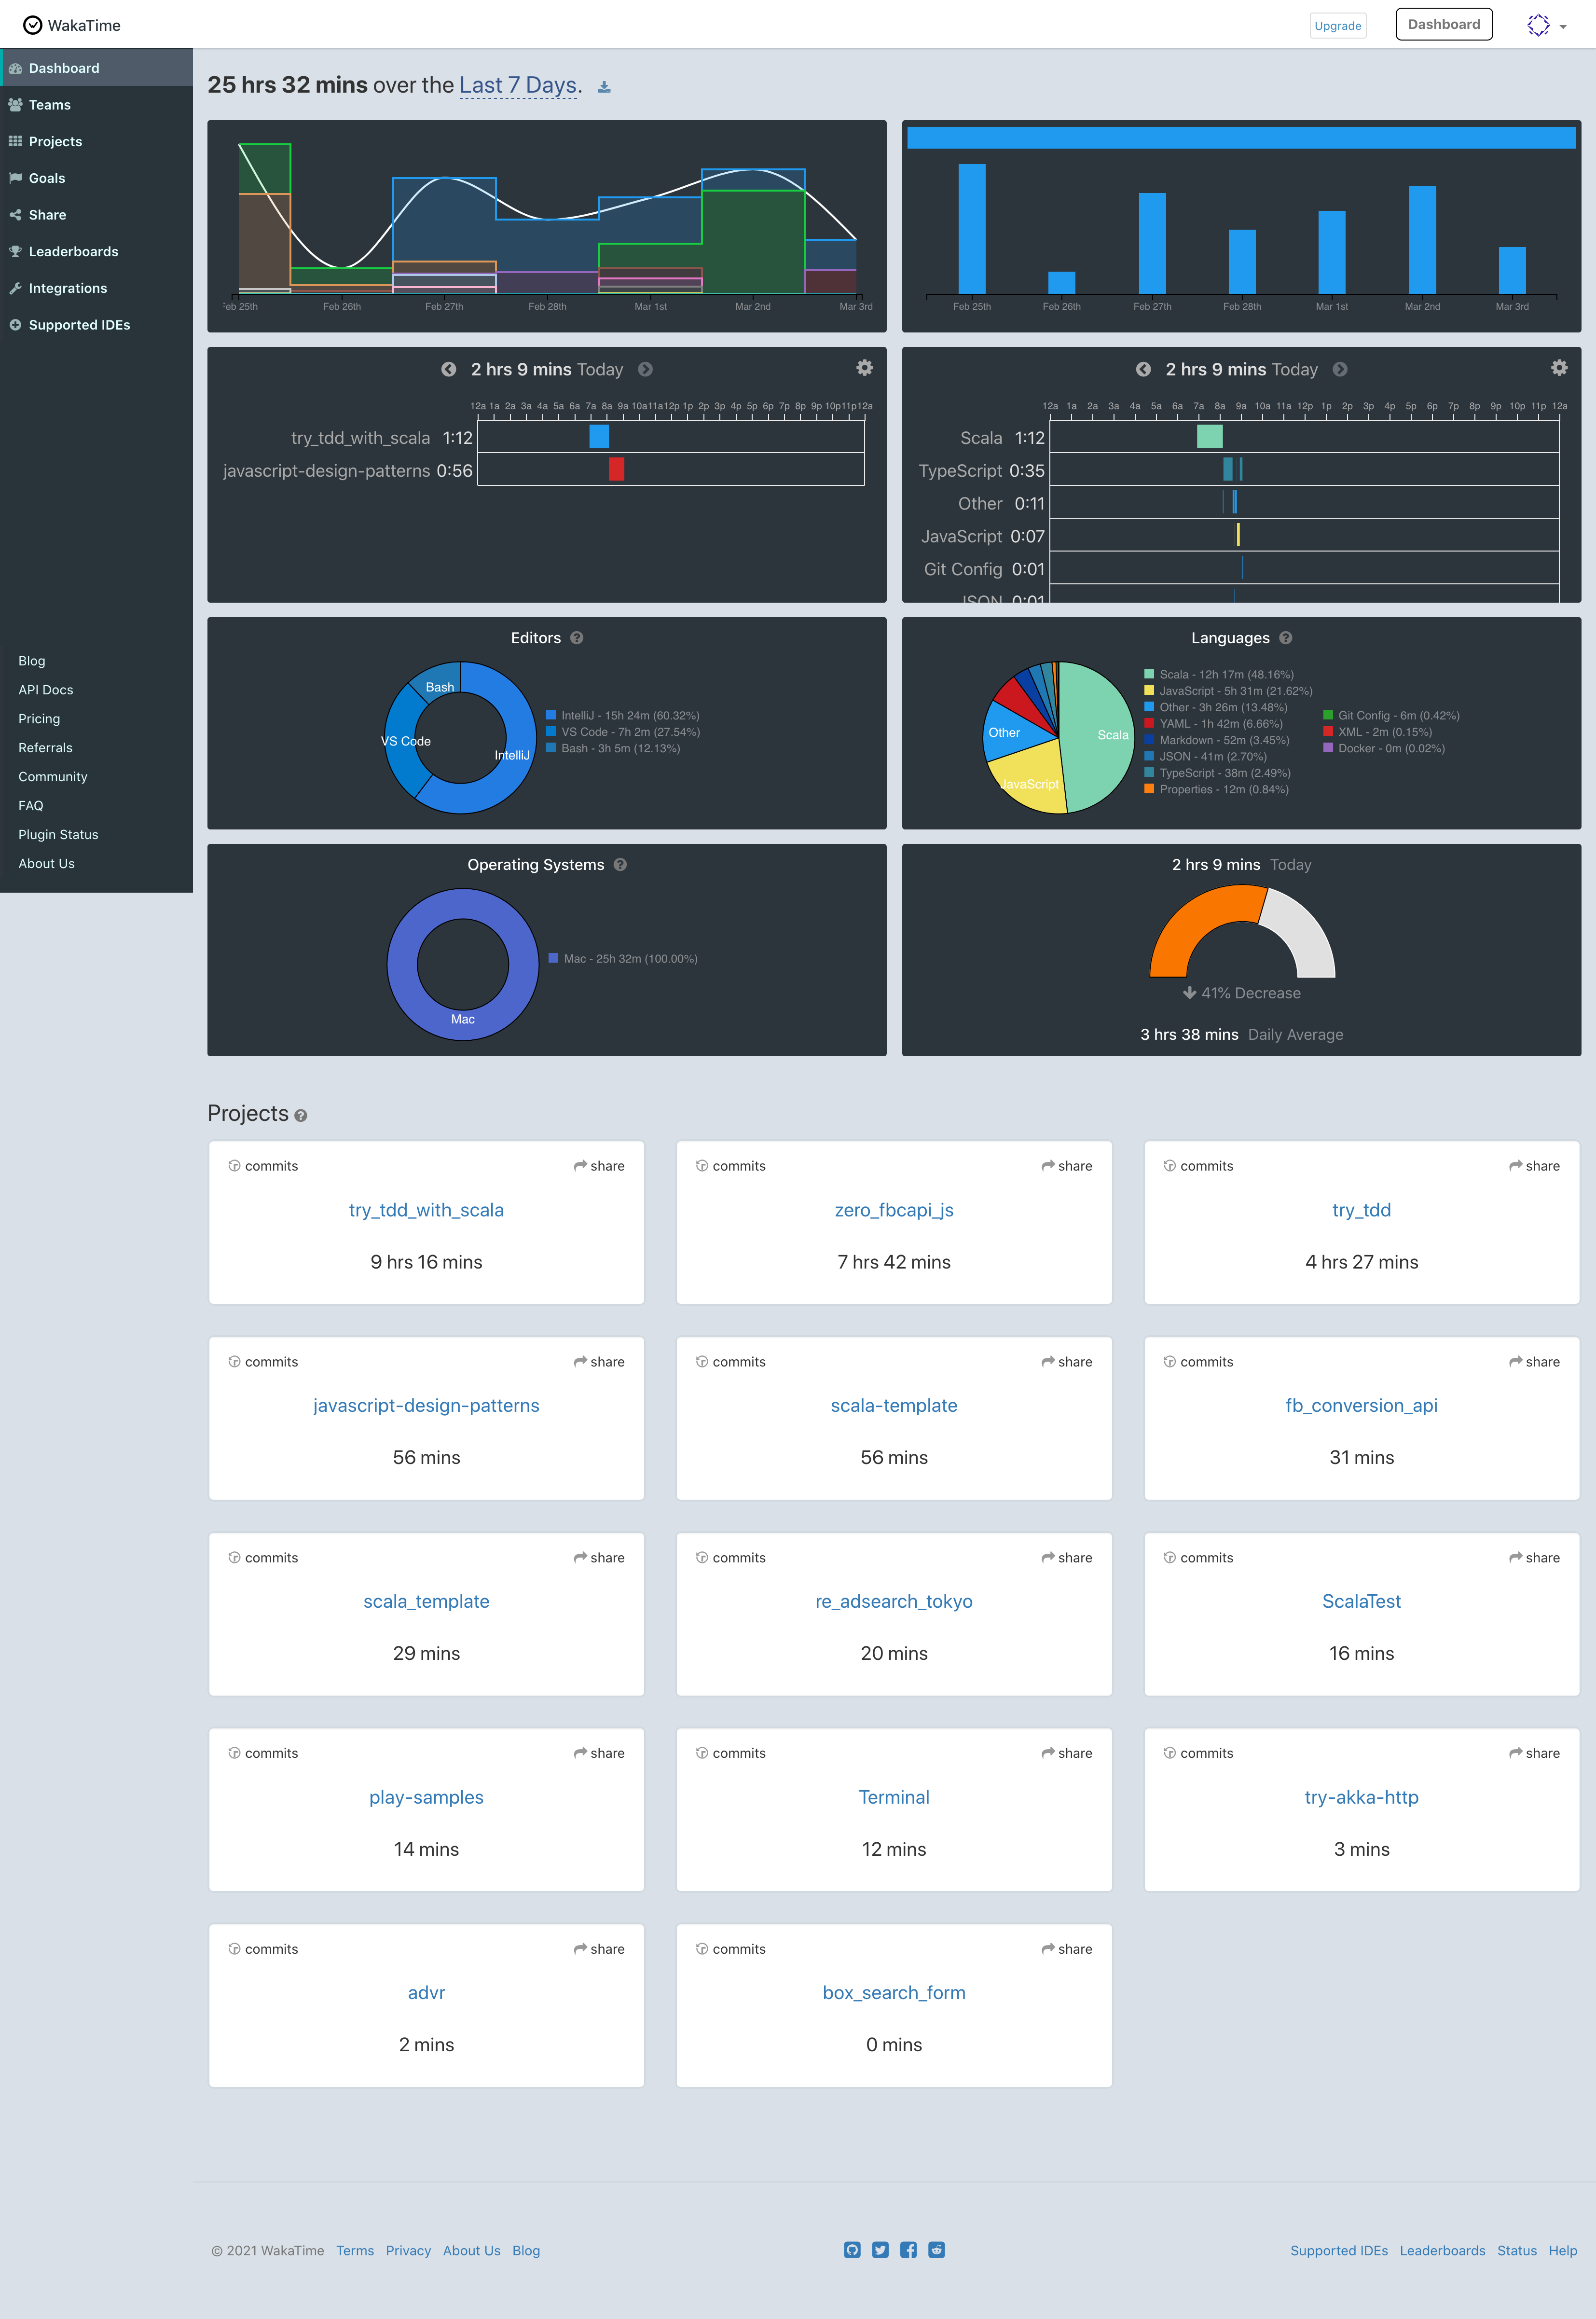 WakaTime
Upgrade
Dashboard
Dashboard
Teams
Projects
Goals
Share
Leaderboards
Integrations
Supported IDEs
Blog
API Docs
Pricing
Referrals
Community
FAQ
Plugin Status
About Us
25 hrs 32 mins over the Last 7 Days.
Feb 25th Feb 26th Feb 27th Feb 28th Mar 1st Mar 2nd Mar 3rd
Feb 25th Feb 26th Feb 27th Feb 28th Mar 1st Mar 2nd Mar 3rd
2 hrs 9 mins Today
12a 1a 2a 3a 4a 5a 6a 7a 8a 9a 10a 11a 12p 1p 2p 3p 4p 5p 6p 7p 8p 9p 10p 11p 12a
try_tdd_with_scala 1:12
javascript-design-patterns 0:56
2 hrs 9 mins Today
12a 1a 2a 3a 4a 5a 6a 7a 8a 9a 10a 11a 12p 1p 2p 3p 4p 5p 6p 7p 8p 9p 10p 11p 12a
Scala 1:12
TypeScript 0:35
Other 0:11
JavaScript 0:07
Git Config 0:01
JSON 0:01
Editors ?
Bash
VS Code
IntelliJ
IntelliJ - 15h 24m (60.32%)
VS Code - 7h 2m (27.54%)
Bash - 3h 5m (12.13%)
Languages ?
Scala
Other
JavaScript
Scala - 12h 17m (48.16%)
JavaScript - 5h 31m (21.62%)
Other - 3h 26m (13.48%)
YAML - 1h 42m (6.66%)
Markdown - 52m (3.45%)
JSON - 41m (2.70%)
TypeScript - 38m (2.49%)
Properties - 12m (0.84%)
Git Config - 6m (0.42%)
XML - 2m (0.15%)
Docker - 0m (0.02%)
Operating Systems ?
Mac
Mac - 25h 32m (100.00%)
2 hrs 9 mins Today
41% Decrease
3 hrs 38 mins Daily Average
Projects ?
commits share
try_tdd_with_scala
9 hrs 16 mins
commits share
zero_fbcapi_js
7 hrs 42 mins
commits share
try_tdd
4 hrs 27 mins
commits share
javascript-design-patterns
56 mins
commits share
scala-template
56 mins
commits share
fb_conversion_api
31 mins
commits share
scala_template
29 mins
commits share
re_adsearch_tokyo
20 mins
commits share
ScalaTest
16 mins
commits share
play-samples
14 mins
commits share
Terminal
12 mins
commits share
try-akka-http
3 mins
commits share
advr
2 mins
commits share
box_search_form
0 mins
© 2021 WakaTime Terms Privacy About Us Blog
Supported IDEs Leaderboards Status Help